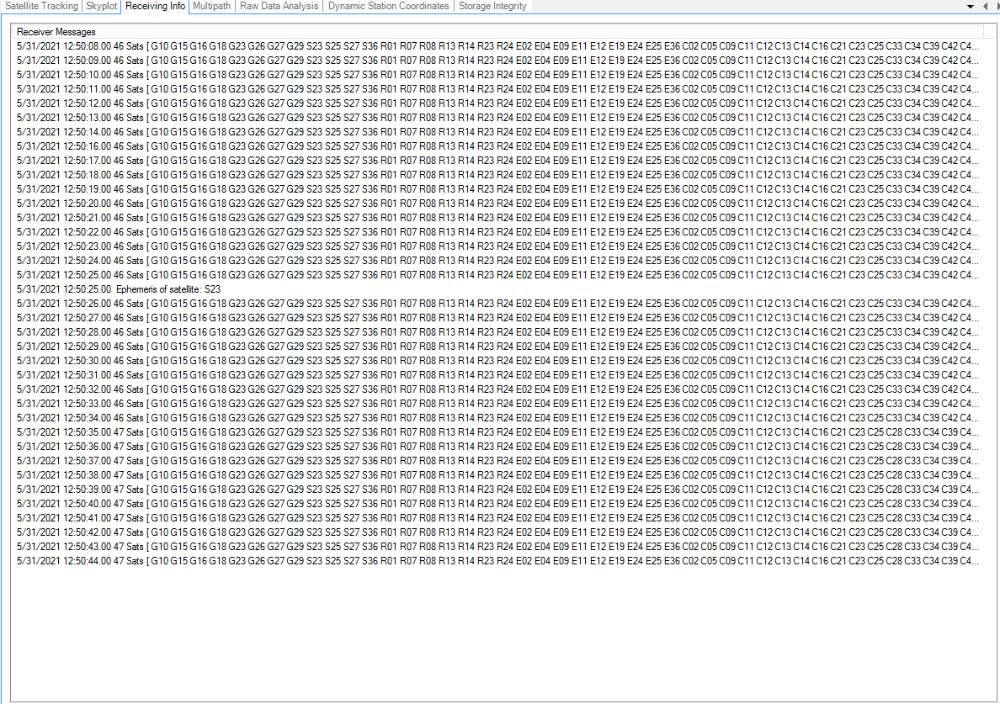 Satellite Tracking Skyplot Receiving Info Multipath Raw Data Analysis Dynamic Station Coordinates Storage Integrity
Receiver Messages
5/31/2021 12:50:08.00 46 Sats [ G10 G15 G16 G18 G23 G26 G27 G29 S23 S25 S27 S36 R01 R07 R08 R13 R14 R23 R24 E02 E04 E09 E11 E12 E19 E24 E25 E36 C02 C05 C09 C11 C12 C13 C14 C16 C21 C23 C25 C33 C34 C39 C42 C4...
5/31/2021 12:50:09.00 46 Sats [ G10 G15 G16 G18 G23 G26 G27 G29 S23 S25 S27 S36 R01 R07 R08 R13 R14 R23 R24 E02 E04 E09 E11 E12 E19 E24 E25 E36 C02 C05 C09 C11 C12 C13 C14 C16 C21 C23 C25 C33 C34 C39 C42 C4...
5/31/2021 12:50:10.00 46 Sats [ G10 G15 G16 G18 G23 G26 G27 G29 S23 S25 S27 S36 R01 R07 R08 R13 R14 R23 R24 E02 E04 E09 E11 E12 E19 E24 E25 E36 C02 C05 C09 C11 C12 C13 C14 C16 C21 C23 C25 C33 C34 C39 C42 C4...
5/31/2021 12:50:11.00 46 Sats [ G10 G15 G16 G18 G23 G26 G27 G29 S23 S25 S27 S36 R01 R07 R08 R13 R14 R23 R24 E02 E04 E09 E11 E12 E19 E24 E25 E36 C02 C05 C09 C11 C12 C13 C14 C16 C21 C23 C25 C33 C34 C39 C42 C4...
5/31/2021 12:50:12.00 46 Sats [ G10 G15 G16 G18 G23 G26 G27 G29 S23 S25 S27 S36 R01 R07 R08 R13 R14 R23 R24 E02 E04 E09 E11 E12 E19 E24 E25 E36 C02 C05 C09 C11 C12 C13 C14 C16 C21 C23 C25 C33 C34 C39 C42 C4...
5/31/2021 12:50:13.00 46 Sats [ G10 G15 G16 G18 G23 G26 G27 G29 S23 S25 S27 S36 R01 R07 R08 R13 R14 R23 R24 E02 E04 E09 E11 E12 E19 E24 E25 E36 C02 C05 C09 C11 C12 C13 C14 C16 C21 C23 C25 C33 C34 C39 C42 C4...
5/31/2021 12:50:14.00 46 Sats [ G10 G15 G16 G18 G23 G26 G27 G29 S23 S25 S27 S36 R01 R07 R08 R13 R14 R23 R24 E02 E04 E09 E11 E12 E19 E24 E25 E36 C02 C05 C09 C11 C12 C13 C14 C16 C21 C23 C25 C33 C34 C39 C42 C4...
5/31/2021 12:50:16.00 46 Sats [ G10 G15 G16 G18 G23 G26 G27 G29 S23 S25 S27 S36 R01 R07 R08 R13 R14 R23 R24 E02 E04 E09 E11 E12 E19 E24 E25 E36 C02 C05 C09 C11 C12 C13 C14 C16 C21 C23 C25 C33 C34 C39 C42 C4...
5/31/2021 12:50:17.00 46 Sats [ G10 G15 G16 G18 G23 G26 G27 G29 S23 S25 S27 S36 R01 R07 R08 R13 R14 R23 R24 E02 E04 E09 E11 E12 E19 E24 E25 E36 C02 C05 C09 C11 C12 C13 C14 C16 C21 C23 C25 C33 C34 C39 C42 C4...
5/31/2021 12:50:18.00 46 Sats [ G10 G15 G16 G18 G23 G26 G27 G29 S23 S25 S27 S36 R01 R07 R08 R13 R14 R23 R24 E02 E04 E09 E11 E12 E19 E24 E25 E36 C02 C05 C09 C11 C12 C13 C14 C16 C21 C23 C25 C33 C34 C39 C42 C4...
5/31/2021 12:50:19.00 46 Sats [ G10 G15 G16 G18 G23 G26 G27 G29 S23 S25 S27 S36 R01 R07 R08 R13 R14 R23 R24 E02 E04 E09 E11 E12 E19 E24 E25 E36 C02 C05 C09 C11 C12 C13 C14 C16 C21 C23 C25 C33 C34 C39 C42 C4...
5/31/2021 12:50:20.00 46 Sats [ G10 G15 G16 G18 G23 G26 G27 G29 S23 S25 S27 S36 R01 R07 R08 R13 R14 R23 R24 E02 E04 E09 E11 E12 E19 E24 E25 E36 C02 C05 C09 C11 C12 C13 C14 C16 C21 C23 C25 C33 C34 C39 C42 C4...
5/31/2021 12:50:21.00 46 Sats [ G10 G15 G16 G18 G23 G26 G27 G29 S23 S25 S27 S36 R01 R07 R08 R13 R14 R23 R24 E02 E04 E09 E11 E12 E19 E24 E25 E36 C02 C05 C09 C11 C12 C13 C14 C16 C21 C23 C25 C33 C34 C39 C42 C4...
5/31/2021 12:50:22.00 46 Sats [ G10 G15 G16 G18 G23 G26 G27 G29 S23 S25 S27 S36 R01 R07 R08 R13 R14 R23 R24 E02 E04 E09 E11 E12 E19 E24 E25 E36 C02 C05 C09 C11 C12 C13 C14 C16 C21 C23 C25 C33 C34 C39 C42 C4...
5/31/2021 12:50:23.00 46 Sats [ G10 G15 G16 G18 G23 G26 G27 G29 S23 S25 S27 S36 R01 R07 R08 R13 R14 R23 R24 E02 E04 E09 E11 E12 E19 E24 E25 E36 C02 C05 C09 C11 C12 C13 C14 C16 C21 C23 C25 C33 C34 C39 C42 C4...
5/31/2021 12:50:24.00 46 Sats [ G10 G15 G16 G18 G23 G26 G27 G29 S23 S25 S27 S36 R01 R07 R08 R13 R14 R23 R24 E02 E04 E09 E11 E12 E19 E24 E25 E36 C02 C05 C09 C11 C12 C13 C14 C16 C21 C23 C25 C33 C34 C39 C42 C4...
5/31/2021 12:50:25.00 46 Sats [ G10 G15 G16 G18 G23 G26 G27 G29 S23 S25 S27 S36 R01 R07 R08 R13 R14 R23 R24 E02 E04 E09 E11 E12 E19 E24 E25 E36 C02 C05 C09 C11 C12 C13 C14 C16 C21 C23 C25 C33 C34 C39 C42 C4...
5/31/2021 12:50:25.00 Ephemeris of satellite: S23
5/31/2021 12:50:26.00 46 Sats [ G10 G15 G16 G18 G23 G26 G27 G29 S23 S25 S27 S36 R01 R07 R08 R13 R14 R23 R24 E02 E04 E09 E11 E12 E19 E24 E25 E36 C02 C05 C09 C11 C12 C13 C14 C16 C21 C23 C25 C33 C34 C39 C42 C4...
5/31/2021 12:50:27.00 46 Sats [ G10 G15 G16 G18 G23 G26 G27 G29 S23 S25 S27 S36 R01 R07 R08 R13 R14 R23 R24 E02 E04 E09 E11 E12 E19 E24 E25 E36 C02 C05 C09 C11 C12 C13 C14 C16 C21 C23 C25 C33 C34 C39 C42 C4...
5/31/2021 12:50:28.00 46 Sats [ G10 G15 G16 G18 G23 G26 G27 G29 S23 S25 S27 S36 R01 R07 R08 R13 R14 R23 R24 E02 E04 E09 E11 E12 E19 E24 E25 E36 C02 C05 C09 C11 C12 C13 C14 C16 C21 C23 C25 C33 C34 C39 C42 C4...
5/31/2021 12:50:29.00 46 Sats [ G10 G15 G16 G18 G23 G26 G27 G29 S23 S25 S27 S36 R01 R07 R08 R13 R14 R23 R24 E02 E04 E09 E11 E12 E19 E24 E25 E36 C02 C05 C09 C11 C12 C13 C14 C16 C21 C23 C25 C33 C34 C39 C42 C4...
5/31/2021 12:50:30.00 46 Sats [ G10 G15 G16 G18 G23 G26 G27 G29 S23 S25 S27 S36 R01 R07 R08 R13 R14 R23 R24 E02 E04 E09 E11 E12 E19 E24 E25 E36 C02 C05 C09 C11 C12 C13 C14 C16 C21 C23 C25 C33 C34 C39 C42 C4...
5/31/2021 12:50:31.00 46 Sats [ G10 G15 G16 G18 G23 G26 G27 G29 S23 S25 S27 S36 R01 R07 R08 R13 R14 R23 R24 E02 E04 E09 E11 E12 E19 E24 E25 E36 C02 C05 C09 C11 C12 C13 C14 C16 C21 C23 C25 C33 C34 C39 C42 C4...
5/31/2021 12:50:32.00 46 Sats [ G10 G15 G16 G18 G23 G26 G27 G29 S23 S25 S27 S36 R01 R07 R08 R13 R14 R23 R24 E02 E04 E09 E11 E12 E19 E24 E25 E36 C02 C05 C09 C11 C12 C13 C14 C16 C21 C23 C25 C33 C34 C39 C42 C4...
5/31/2021 12:50:33.00 46 Sats [ G10 G15 G16 G18 G23 G26 G27 G29 S23 S25 S27 S36 R01 R07 R08 R13 R14 R23 R24 E02 E04 E09 E11 E12 E19 E24 E25 E36 C02 C05 C09 C11 C12 C13 C14 C16 C21 C23 C25 C33 C34 C39 C42 C4...
5/31/2021 12:50:34.00 46 Sats [ G10 G15 G16 G18 G23 G26 G27 G29 S23 S25 S27 S36 R01 R07 R08 R13 R14 R23 R24 E02 E04 E09 E11 E12 E19 E24 E25 E36 C02 C05 C09 C11 C12 C13 C14 C16 C21 C23 C25 C33 C34 C39 C42 C4...
5/31/2021 12:50:35.00 47 Sats [ G10 G15 G16 G18 G23 G26 G27 G29 S23 S25 S27 S36 R01 R07 R08 R13 R14 R23 R24 E02 E04 E09 E11 E12 E19 E24 E25 E36 C02 C05 C09 C11 C12 C13 C14 C16 C21 C23 C25 C28 C33 C34 C39 C4...
5/31/2021 12:50:36.00 47 Sats [ G10 G15 G16 G18 G23 G26 G27 G29 S23 S25 S27 S36 R01 R07 R08 R13 R14 R23 R24 E02 E04 E09 E11 E12 E19 E24 E25 E36 C02 C05 C09 C11 C12 C13 C14 C16 C21 C23 C25 C28 C33 C34 C39 C4...
5/31/2021 12:50:37.00 47 Sats [ G10 G15 G16 G18 G23 G26 G27 G29 S23 S25 S27 S36 R01 R07 R08 R13 R14 R23 R24 E02 E04 E09 E11 E12 E19 E24 E25 E36 C02 C05 C09 C11 C12 C13 C14 C16 C21 C23 C25 C28 C33 C34 C39 C4...
5/31/2021 12:50:38.00 47 Sats [ G10 G15 G16 G18 G23 G26 G27 G29 S23 S25 S27 S36 R01 R07 R08 R13 R14 R23 R24 E02 E04 E09 E11 E12 E19 E24 E25 E36 C02 C05 C09 C11 C12 C13 C14 C16 C21 C23 C25 C28 C33 C34 C39 C4...
5/31/2021 12:50:39.00 47 Sats [ G10 G15 G16 G18 G23 G26 G27 G29 S23 S25 S27 S36 R01 R07 R08 R13 R14 R23 R24 E02 E04 E09 E11 E12 E19 E24 E25 E36 C02 C05 C09 C11 C12 C13 C14 C16 C21 C23 C25 C28 C33 C34 C39 C4...
5/31/2021 12:50:40.00 47 Sats [ G10 G15 G16 G18 G23 G26 G27 G29 S23 S25 S27 S36 R01 R07 R08 R13 R14 R23 R24 E02 E04 E09 E11 E12 E19 E24 E25 E36 C02 C05 C09 C11 C12 C13 C14 C16 C21 C23 C25 C28 C33 C34 C39 C4...
5/31/2021 12:50:41.00 47 Sats [ G10 G15 G16 G18 G23 G26 G27 G29 S23 S25 S27 S36 R01 R07 R08 R13 R14 R23 R24 E02 E04 E09 E11 E12 E19 E24 E25 E36 C02 C05 C09 C11 C12 C13 C14 C16 C21 C23 C25 C28 C33 C34 C39 C4...
5/31/2021 12:50:42.00 47 Sats [ G10 G15 G16 G18 G23 G26 G27 G29 S23 S25 S27 S36 R01 R07 R08 R13 R14 R23 R24 E02 E04 E09 E11 E12 E19 E24 E25 E36 C02 C05 C09 C11 C12 C13 C14 C16 C21 C23 C25 C28 C33 C34 C39 C4...
5/31/2021 12:50:43.00 47 Sats [ G10 G15 G16 G18 G23 G26 G27 G29 S23 S25 S27 S36 R01 R07 R08 R13 R14 R23 R24 E02 E04 E09 E11 E12 E19 E24 E25 E36 C02 C05 C09 C11 C12 C13 C14 C16 C21 C23 C25 C28 C33 C34 C39 C4...
5/31/2021 12:50:44.00 47 Sats [ G10 G15 G16 G18 G23 G26 G27 G29 S23 S25 S27 S36 R01 R07 R08 R13 R14 R23 R24 E02 E04 E09 E11 E12 E19 E24 E25 E36 C02 C05 C09 C11 C12 C13 C14 C16 C21 C23 C25 C28 C33 C34 C39 C4...